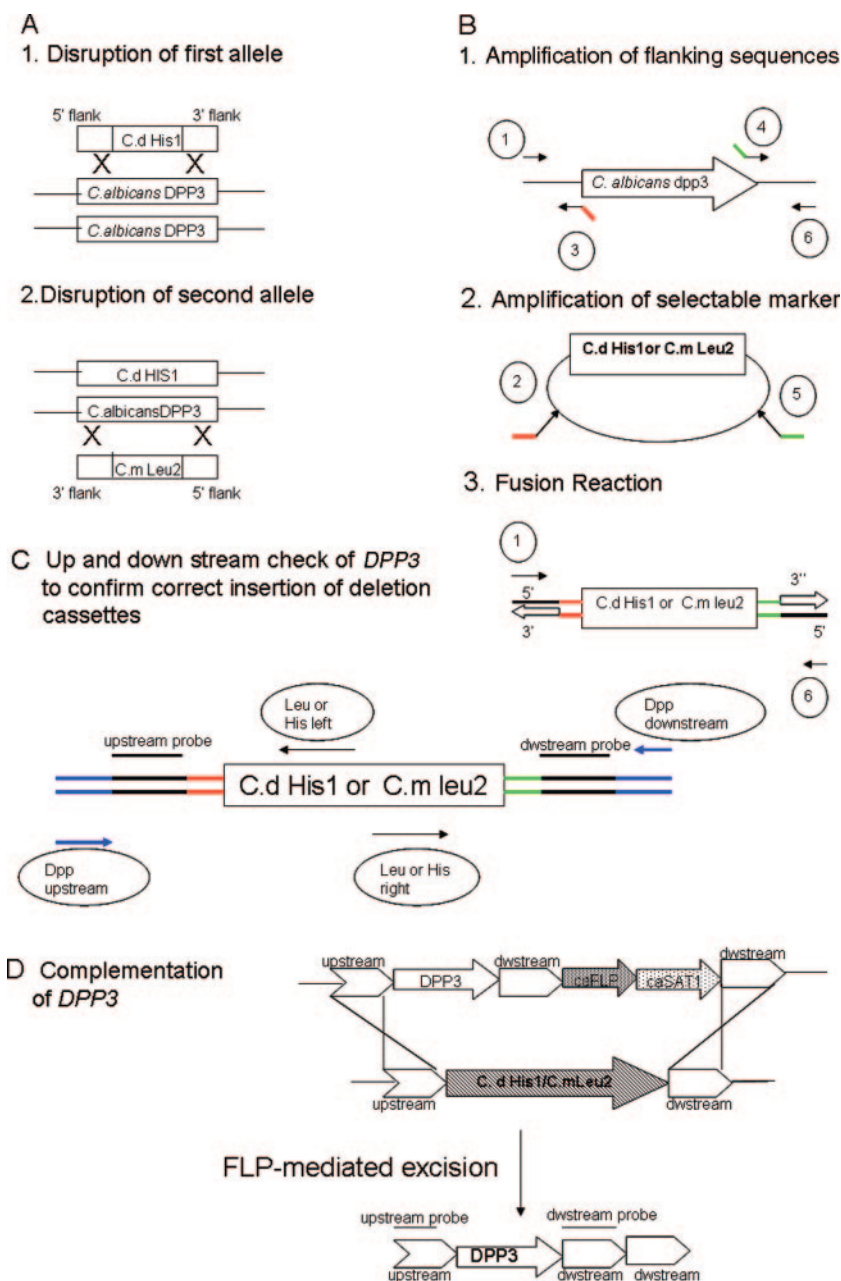 A
1. Disruption of first allele
5' flank 3' flank
C.d His1
X X
C.albicans DPP3
C.albicans DPP3
2.Disruption of second allele
C.d HIS1
C.albicansDPP3
X X
C.m Leu2
3' flank 5' flank
B
1. Amplification of flanking sequences
1
4
C. albicans dpp3
3
6
2. Amplification of selectable marker
C.d His1or C.m Leu2
2
5
3. Fusion Reaction
1
5' 3''
C.d His1 or C.m leu2
3' 5'
6
C Up and down stream check of DPP3
to confirm correct insertion of deletion
cassettes
Leu or
His left
Dpp
downstream
upstream probe
dwstream probe
C.d His1 or C.m leu2
Dpp
upstream
Leu or His
right
D Complementation
of DPP3
upstream dwstream dwstream
DPP3 caFLP caSAT1
C. d His1/C.mLeu2
upstream dwstream
FLP-mediated excision
upstream probe dwstream probe
DPP3
upstream dwstream dwstream